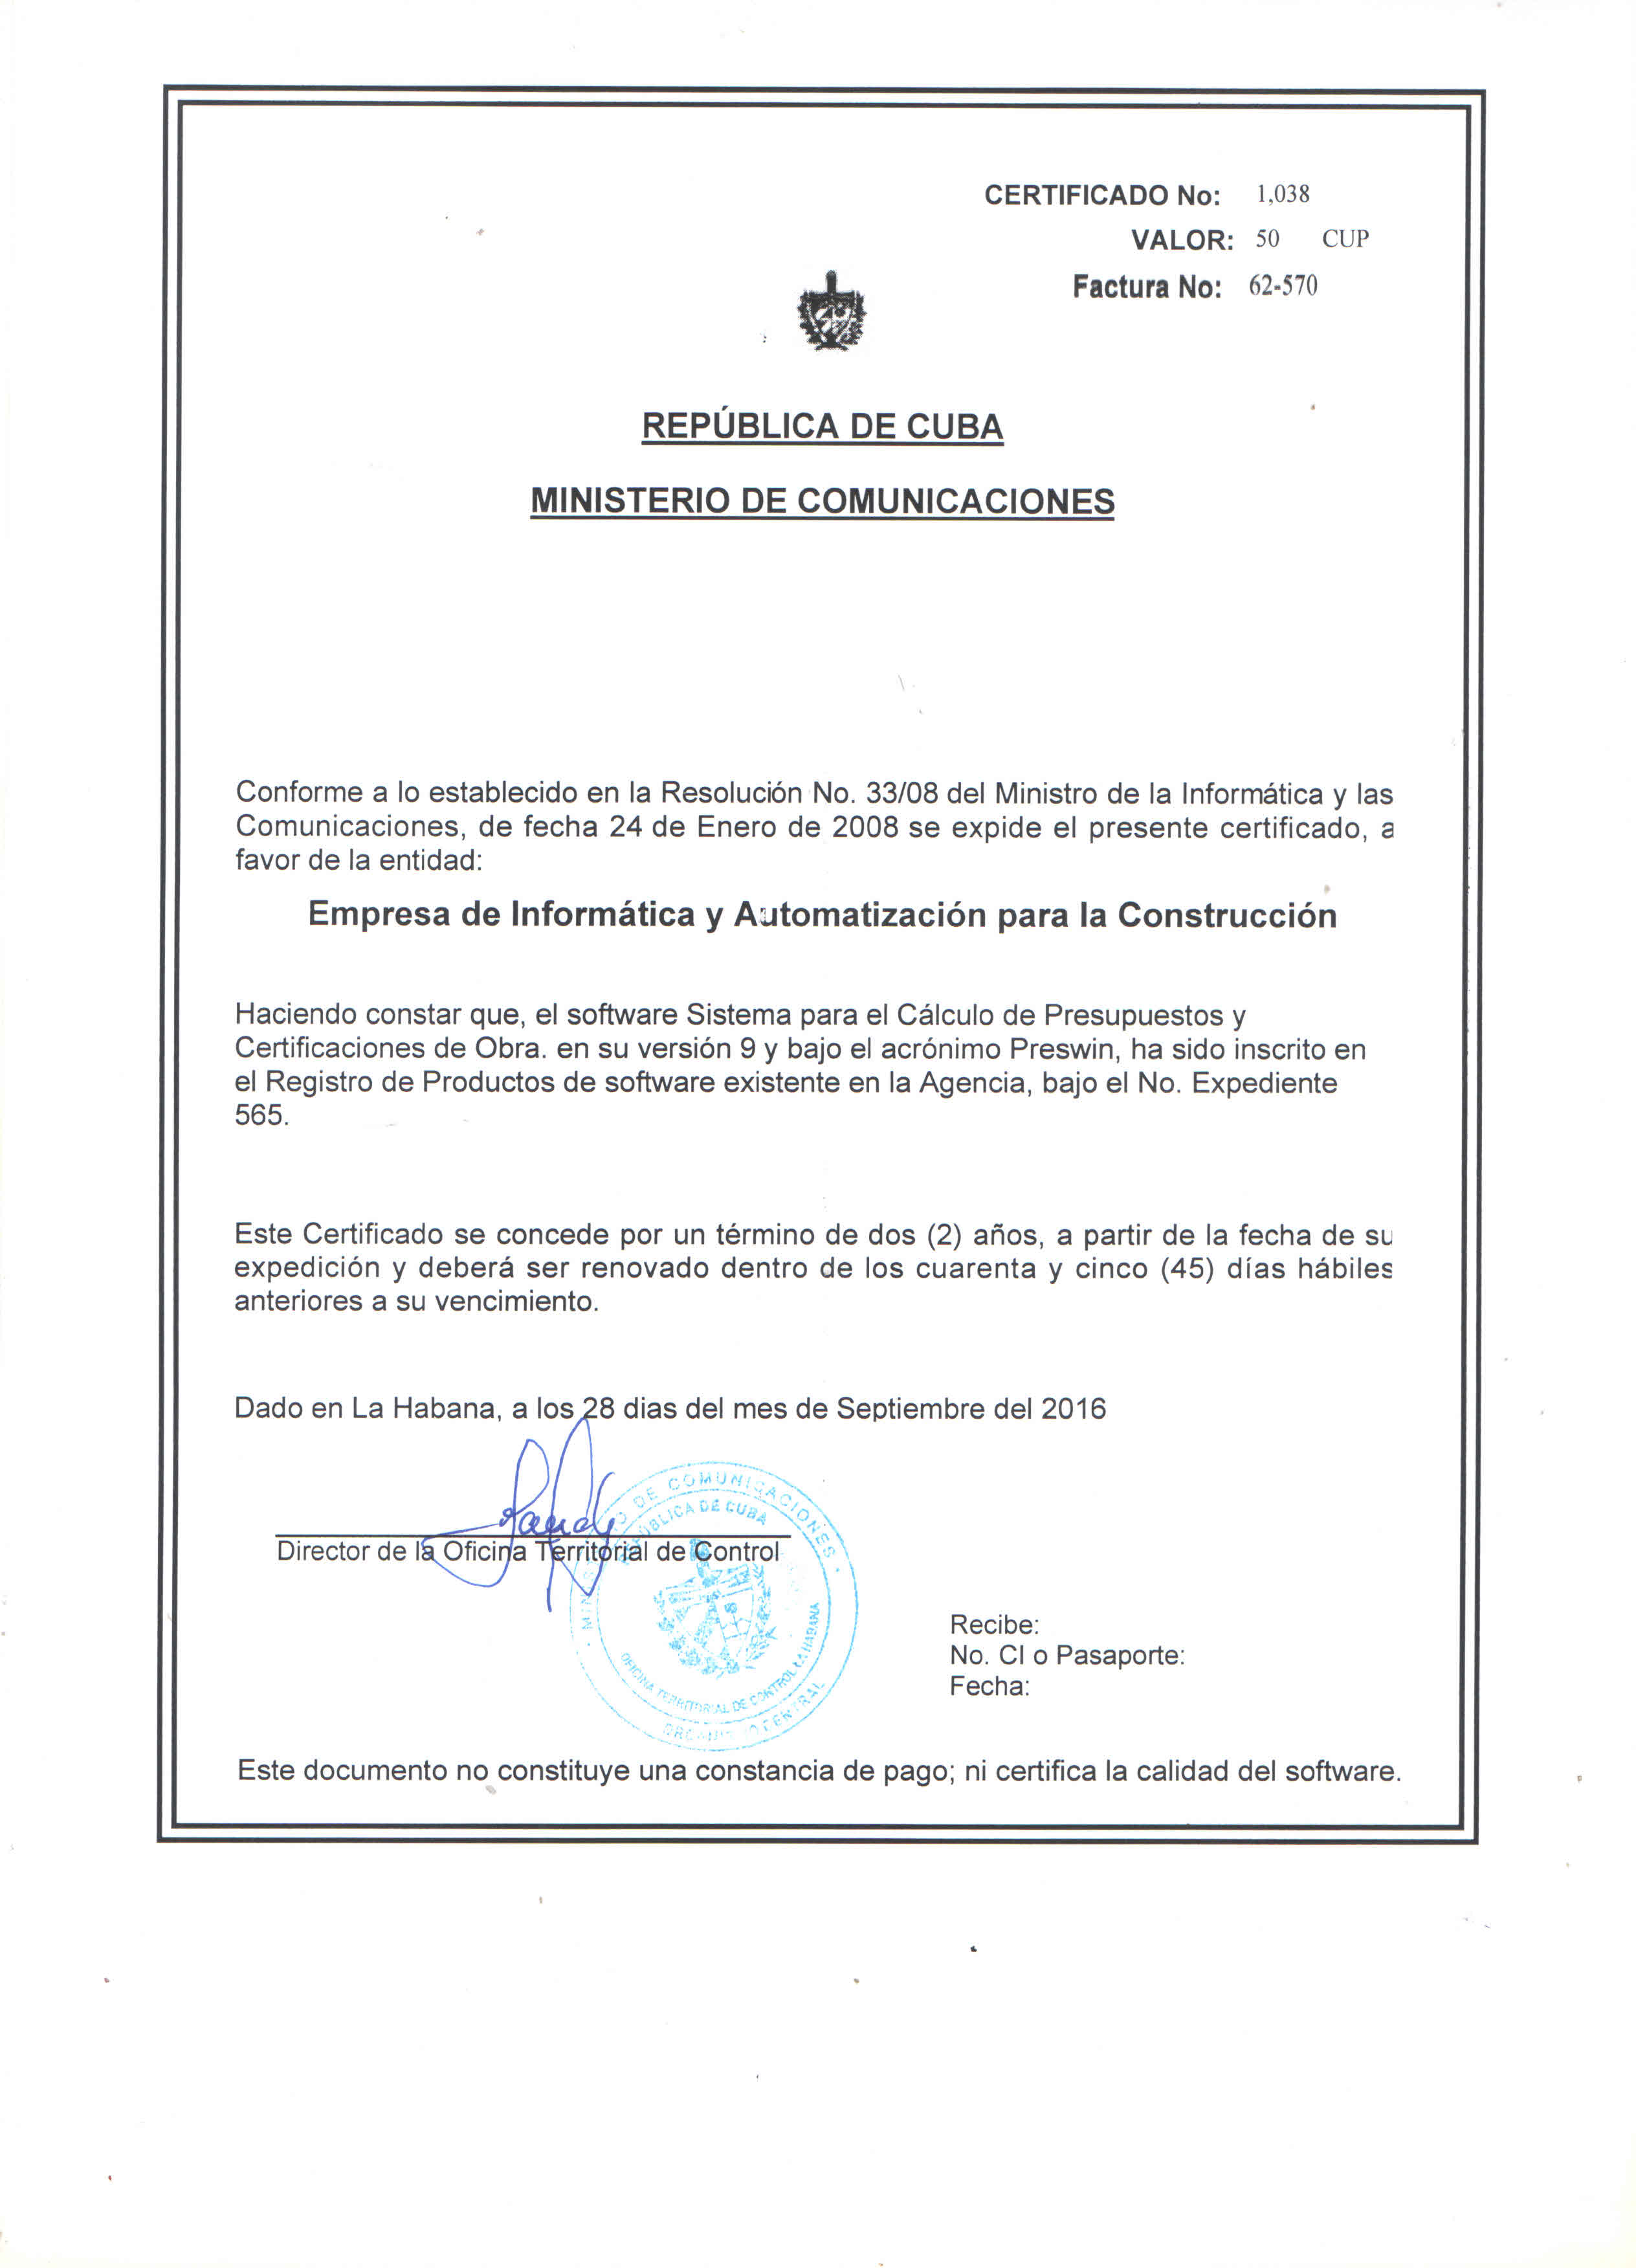 CERTIFICADO No: 1,038
VALOR: 50 CUP
Factura No: 62-570
REPÚBLICA DE CUBA
MINISTERIO DE COMUNICACIONES
Conforme a lo establecido en la Resolución No. 33/08 del Ministro de la Informática y las
Comunicaciones, de fecha 24 de Enero de 2008 se expide el presente certificado, a
favor de la entidad:
Empresa de Informática y Automatización para la Construcción
Haciendo constar que, el software Sistema para el Cálculo de Presupuestos y
Certificaciones de Obra. en su versión 9 y bajo el acrónimo Preswin, ha sido inscrito en
el Registro de Productos de software existente en la Agencia, bajo el No. Expediente
565.
Este Certificado se concede por un término de dos (2) años, a partir de la fecha de su
expedición y deberá ser renovado dentro de los cuarenta y cinco (45) días hábiles
anteriores a su vencimiento.
Dado en La Habana, a los 28 dias del mes de Septiembre del 2016
Director de la Oficina Territorial de Control
DE COMUNICACIONES
REPÚBLICA DE CUBA
OFICINA TERRITORIAL DE CONTROL LA HABANA
CENTRAL
Recibe:
No. CI o Pasaporte:
Fecha:
Este documento no constituye una constancia de pago; ni certifica la calidad del software.